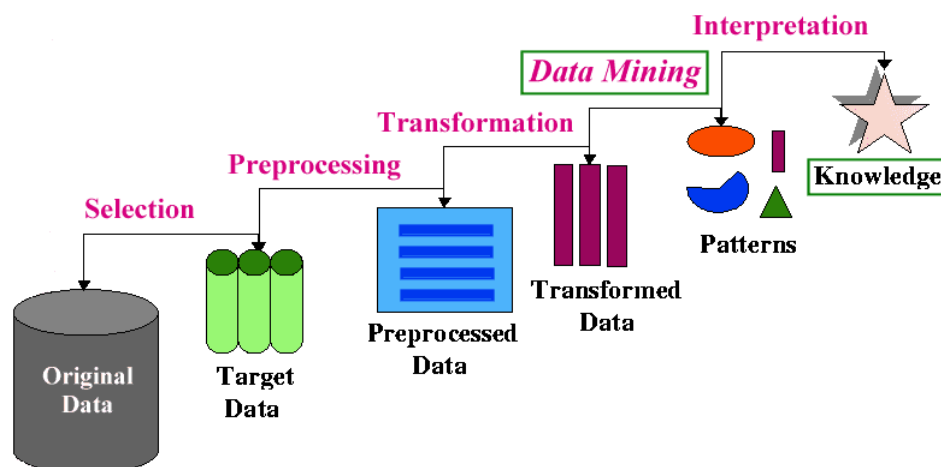 Interpretation
Data Mining
Transformation
Preprocessing
Selection
Knowledge
Patterns
Transformed
Data
Preprocessed
Data
Target
Data
Original
Data